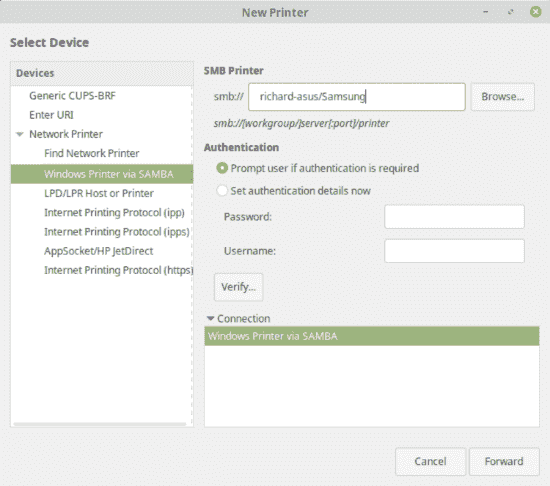 New Printer
Select Device
Devices
Generic CUPS-BRF
Enter URI
Network Printer
Find Network Printer
Windows Printer via SAMBA
LPD/LPR Host or Printer
Internet Printing Protocol (ipp)
Internet Printing Protocol (ipps)
AppSocket/HP JetDirect
Internet Printing Protocol (https)
SMB Printer
smb:// richard-asus/Samsung Browse...
smb://[workgroup/]server[:port]/printer
Authentication
Prompt user if authentication is required
Set authentication details now
Password:
Username:
Verify...
Connection
Windows Printer via SAMBA
Cancel Forward